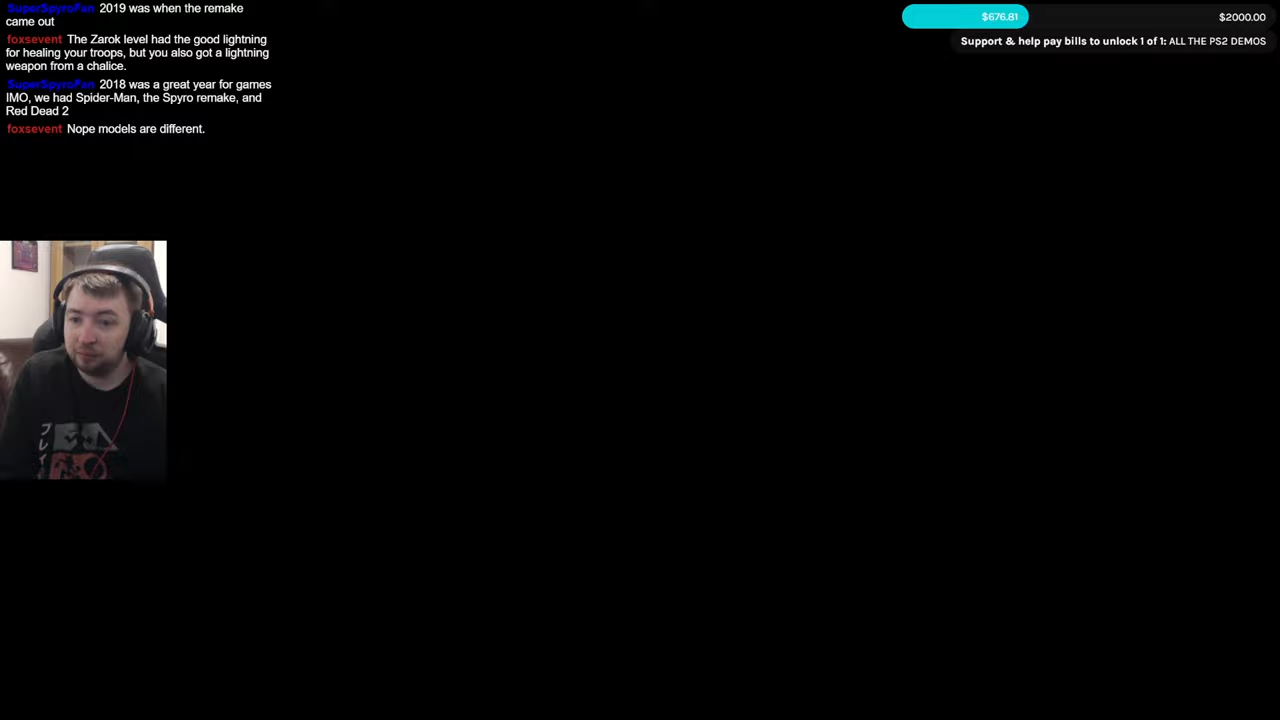 SuperSpyroFan 2019 was when the remake
came out
foxsevent The Zarok level had the good lightning
for healing your troops, but you also got a lightning
weapon from a chalice.
SuperSpyroFan 2018 was a great year for games
IMO, we had Spider-Man, the Spyro remake, and
Red Dead 2
foxsevent Nope models are different.
$676.81
$2000.00
Support & help pay bills to unlock 1 of 1: ALL THE PS2 DEMOS
プレイ